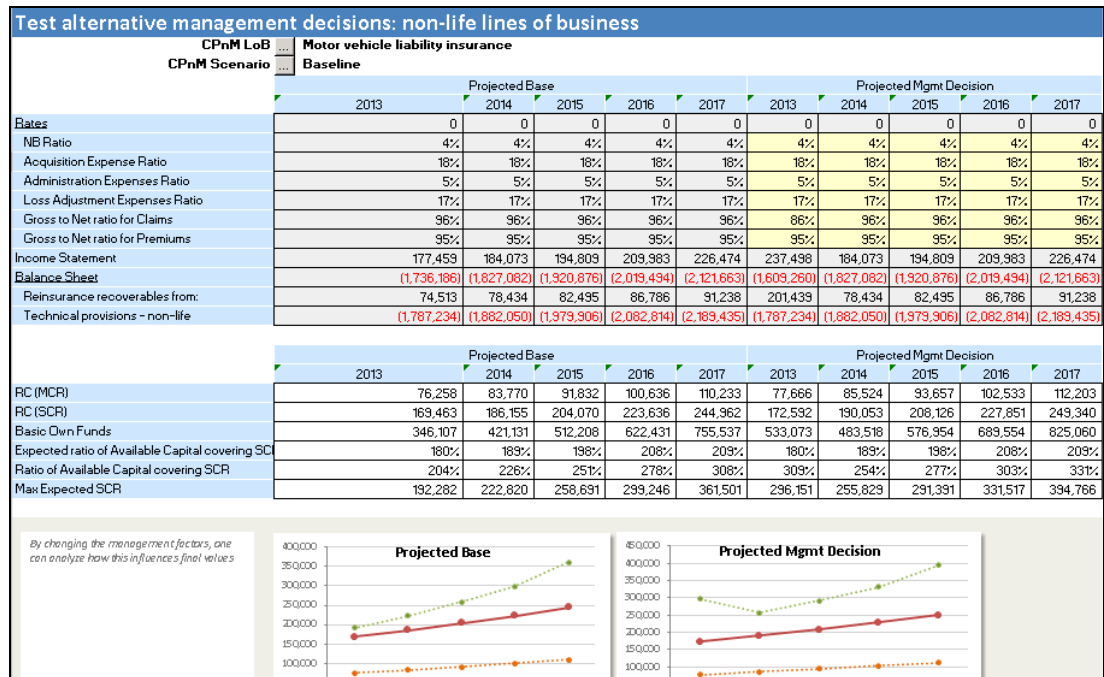 Test alternative management decisions: non-life lines of business
CPnM LoB ... Motor vehicle liability insurance
CPnM Scenario ... Baseline
Projected Base Projected Mgmt Decision
2013 2014 2015 2016 2017 2013 2014 2015 2016 2017
Rates 0 0 0 0 0 0 0 0 0 0
NB Ratio 4% 4% 4% 4% 4% 4% 4% 4% 4% 4%
Acquisition Expense Ratio 18% 18% 18% 18% 18% 18% 18% 18% 18% 18%
Administration Expenses Ratio 5% 5% 5% 5% 5% 5% 5% 5% 5% 5%
Loss Adjustment Expenses Ratio 17% 17% 17% 17% 17% 17% 17% 17% 17% 17%
Gross to Net ratio for Claims 96% 96% 96% 96% 96% 86% 96% 96% 96% 96%
Gross to Net ratio for Premiums 95% 95% 95% 95% 95% 95% 95% 95% 95% 95%
Income Statement 177,459 184,073 194,809 209,983 226,474 237,498 184,073 194,809 209,983 226,474
Balance Sheet (1,736,186) (1,827,082) (1,920,876) (2,019,494) (2,121,663) (1,609,260) (1,827,082) (1,920,876) (2,019,494) (2,121,663)
Reinsurance recoverables from: 74,513 78,434 82,495 86,786 91,238 201,439 78,434 82,495 86,786 91,238
Technical provisions - non-life (1,787,234) (1,882,050) (1,979,906) (2,082,814) (2,189,435) (1,787,234) (1,882,050) (1,979,906) (2,082,814) (2,189,435)
Projected Base Projected Mgmt Decision
2013 2014 2015 2016 2017 2013 2014 2015 2016 2017
RC (MCR) 76,258 83,770 91,832 100,636 110,233 77,666 85,524 93,657 102,533 112,203
RC (SCR) 169,463 186,155 204,070 223,636 244,962 172,592 190,053 208,126 227,851 249,340
Basic Own Funds 346,107 421,131 512,208 622,431 755,537 533,073 483,518 576,954 689,554 825,060
Expected ratio of Available Capital covering SCI 180% 189% 198% 208% 209% 180% 189% 198% 208% 209%
Ratio of Available Capital covering SCR 204% 226% 251% 278% 308% 309% 254% 277% 303% 331%
Max Expected SCR 192,282 222,820 258,691 299,246 361,501 296,151 255,829 291,391 331,517 394,766
By changing the management factors, one
can analyze how this influences final values
Projected Base
400,000
350,000
300,000
250,000
200,000
150,000
100,000
Projected Mgmt Decision
450,000
400,000
350,000
300,000
250,000
200,000
150,000
100,000